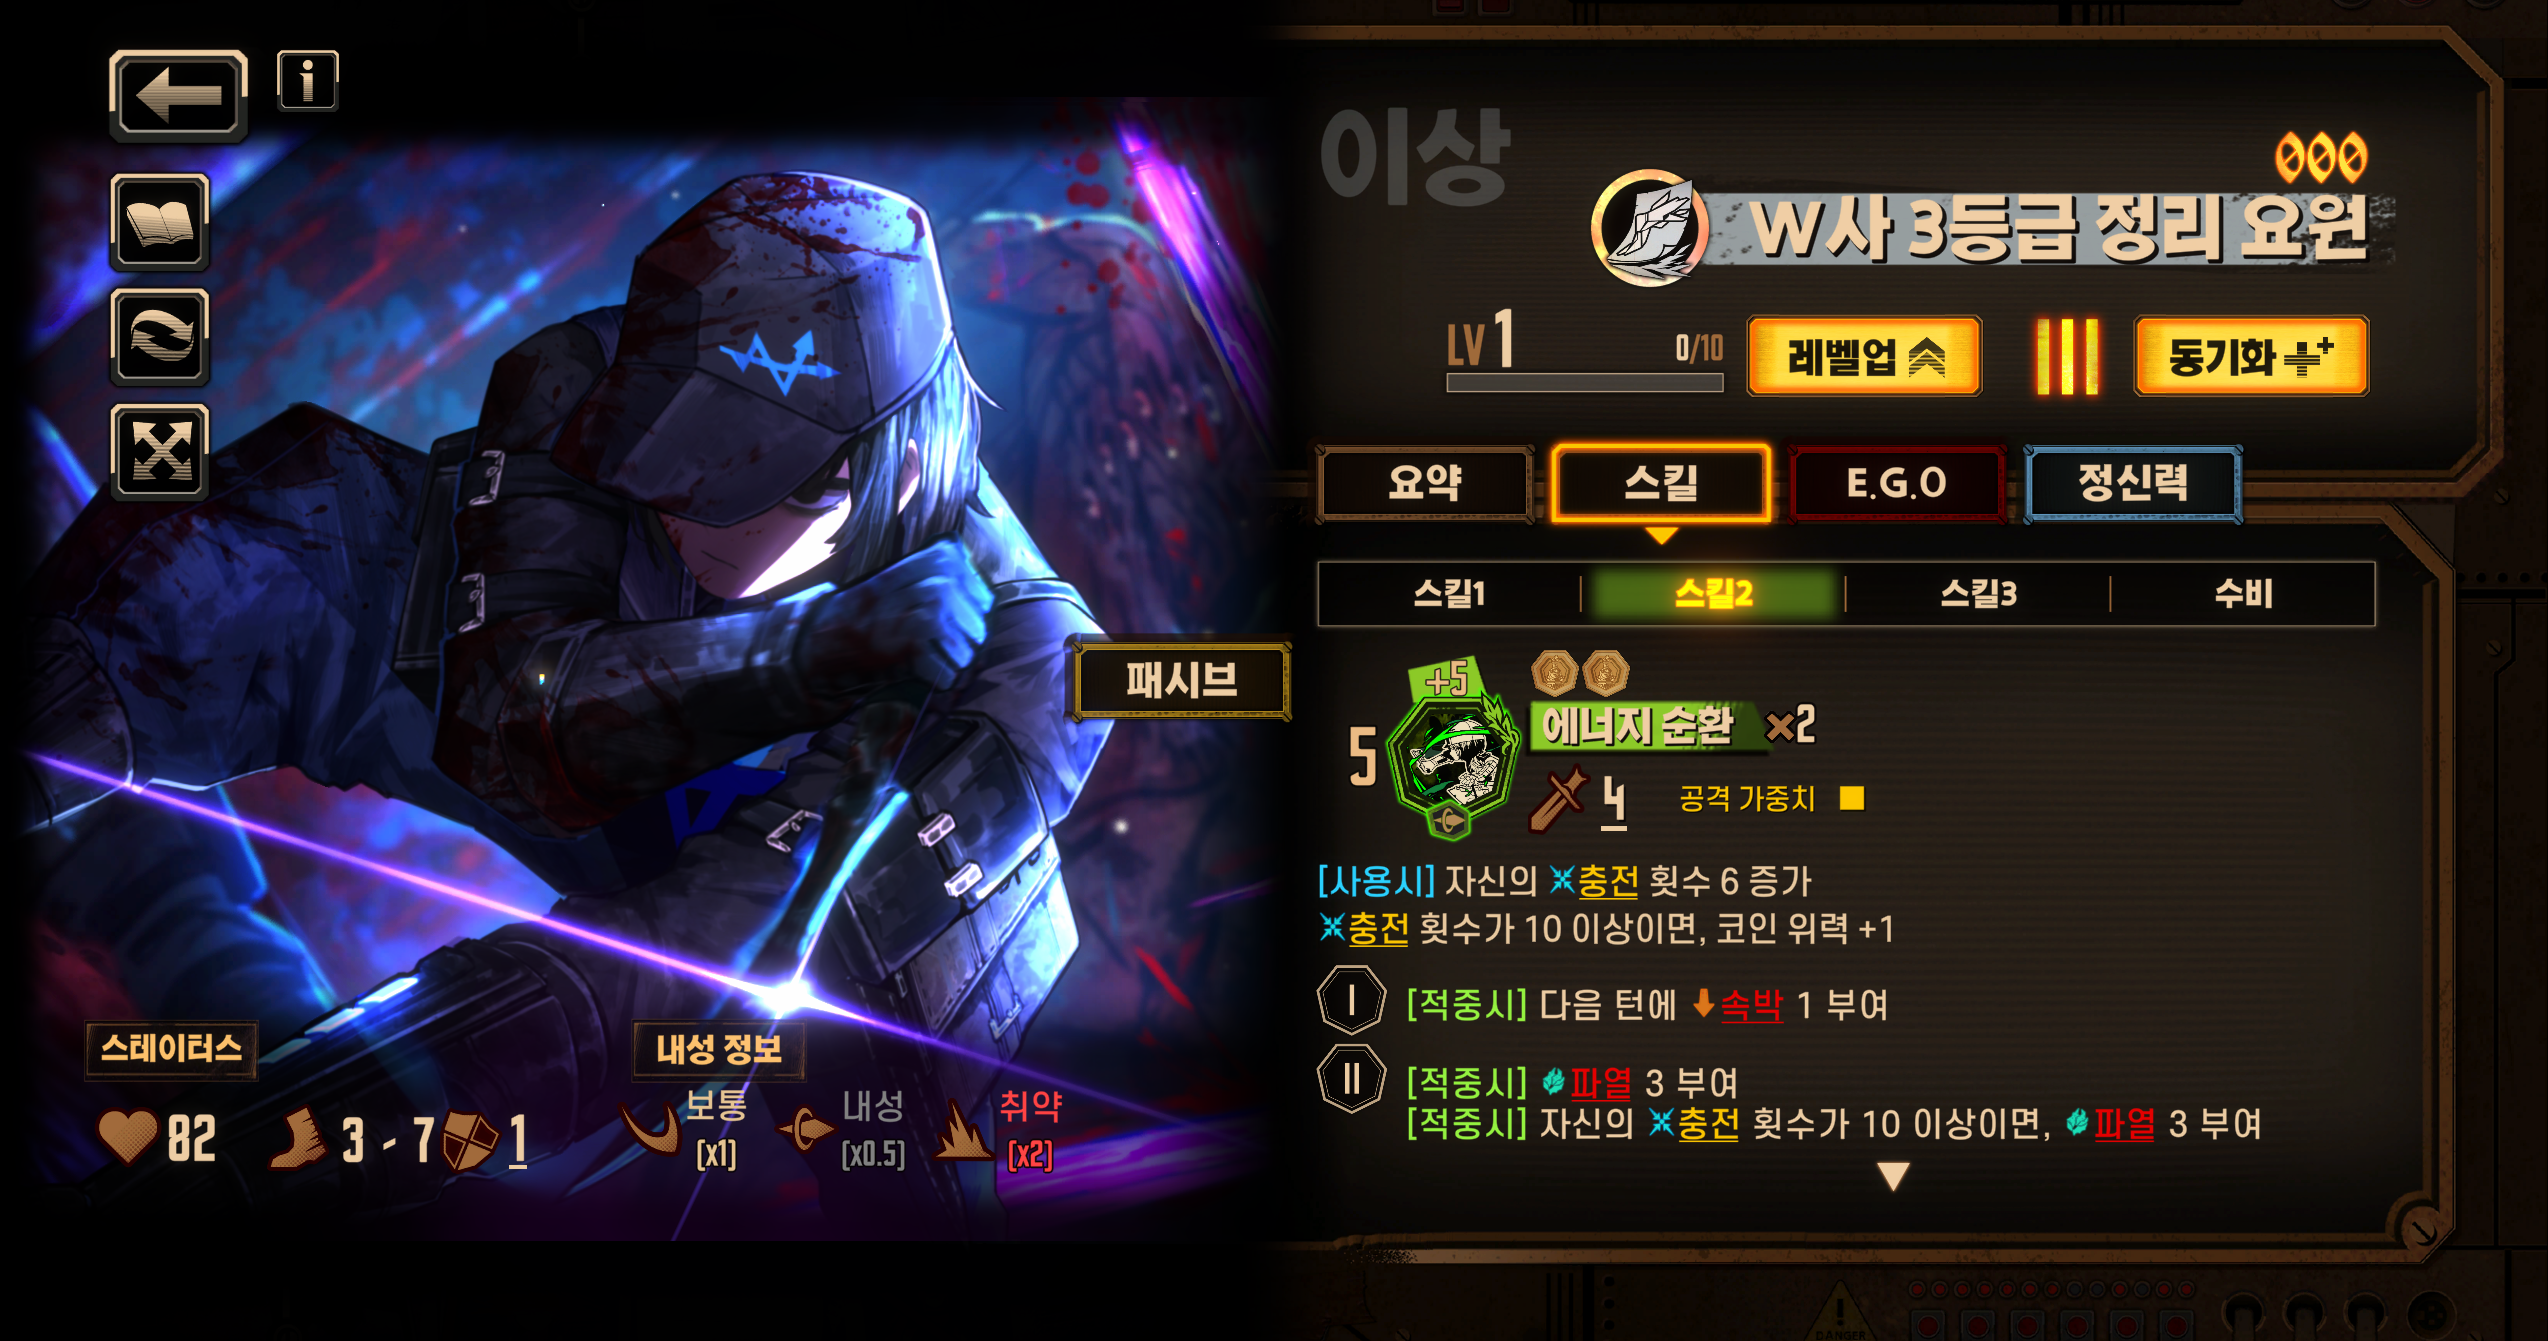 이상
W사 3등급 정리 요원
LV 1
0/10
레벨업
동기화
요약
스킬
E.G.O
정신력
스킬1
스킬2
스킬3
수비
패시브
+5
5
에너지 순환 ×2
4
공격 가중치
[사용시] 자신의 충전 횟수 6 증가
충전 횟수가 10 이상이면, 코인 위력 +1
I
[적중시] 다음 턴에 속박 1 부여
II
[적중시] 파열 3 부여
[적중시] 자신의 충전 횟수가 10 이상이면, 파열 3 부여
스테이터스
82
3 - 7
1
내성 정보
보통
[x1]
내성
[x0.5]
취약
[x2]
DANGER